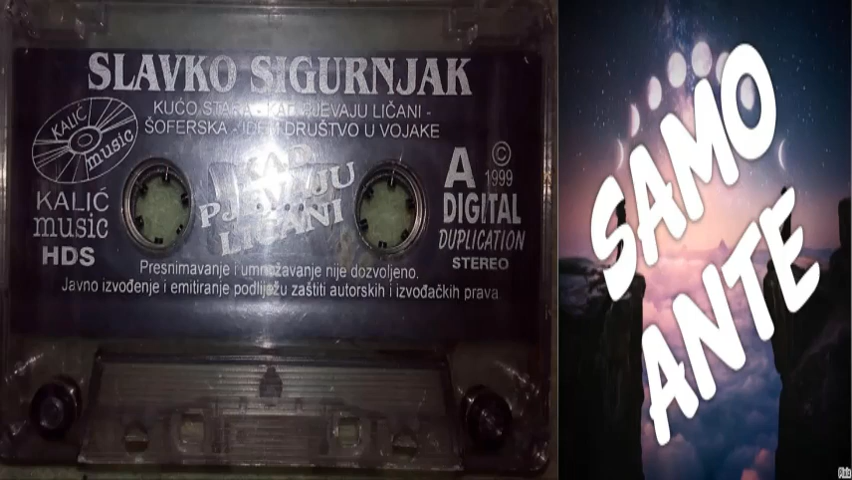 SLAVKO SIGURNJAK
KUĆO STARA - KAD PJEVAJU LIČANI -
ŠOFERSKA - IDEM DRUŠTVO U VOJAKE
KALIĆ
music
KALIĆ
music
HDS
KAD
PJEVAJU
LIČANI
A
© 1999
DIGITAL
DUPLICATION
STEREO
Presnimavanje i umnožavanje nije dozvoljeno.
Javno izvođenje i emitiranje podliježu zaštiti autorskih i izvođačkih prava.
SAMO
ANTE